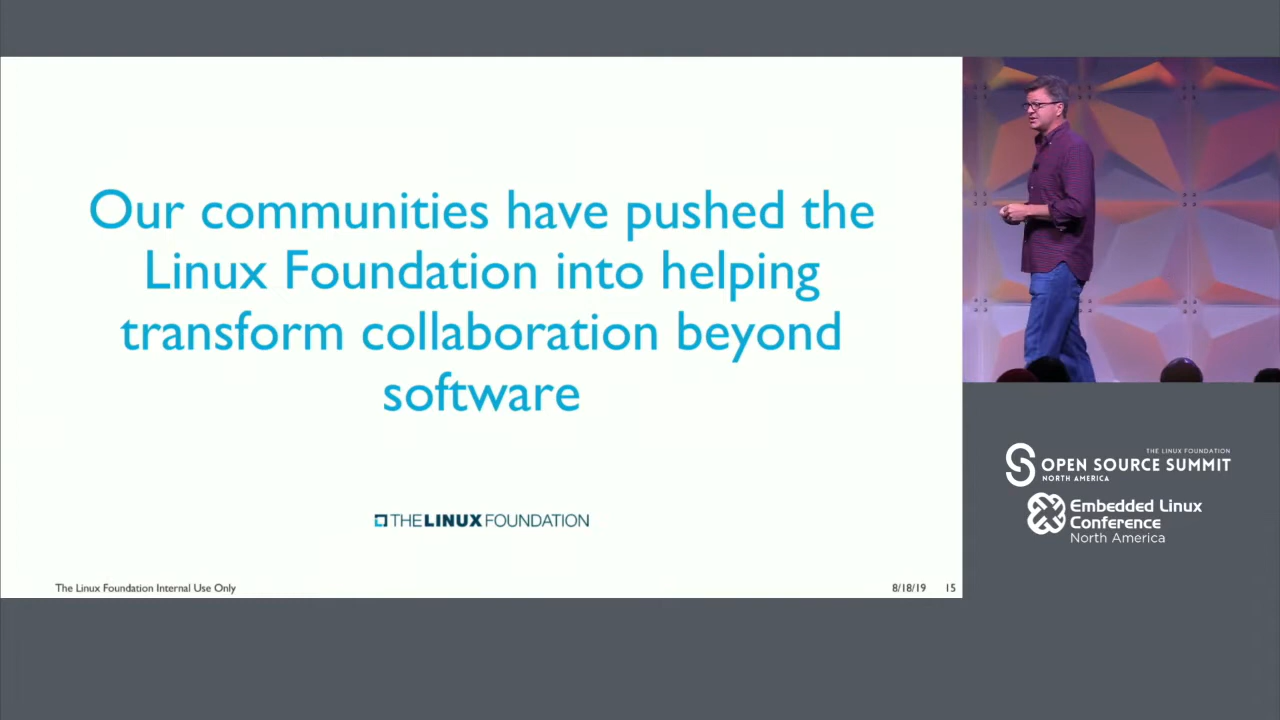 Our communities have pushed the
Linux Foundation into helping
transform collaboration beyond
software
THE LINUX FOUNDATION
The Linux Foundation Internal Use Only
8/18/19 15
THE LINUX FOUNDATION
OPEN SOURCE SUMMIT
NORTH AMERICA
Embedded Linux
Conference
North America